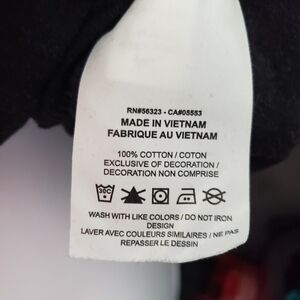 RN#56323 - CA#05553
MADE IN VIETNAM
FABRIQUE AU VIETNAM
100% COTTON / COTON
EXCLUSIVE OF DECORATION /
DECORATION NON COMPRISE
30C
WASH WITH LIKE COLORS / DO NOT IRON
DESIGN
LAVER AVEC COULEURS SIMILAIRES / NE PAS
REPASSER LE DESSIN